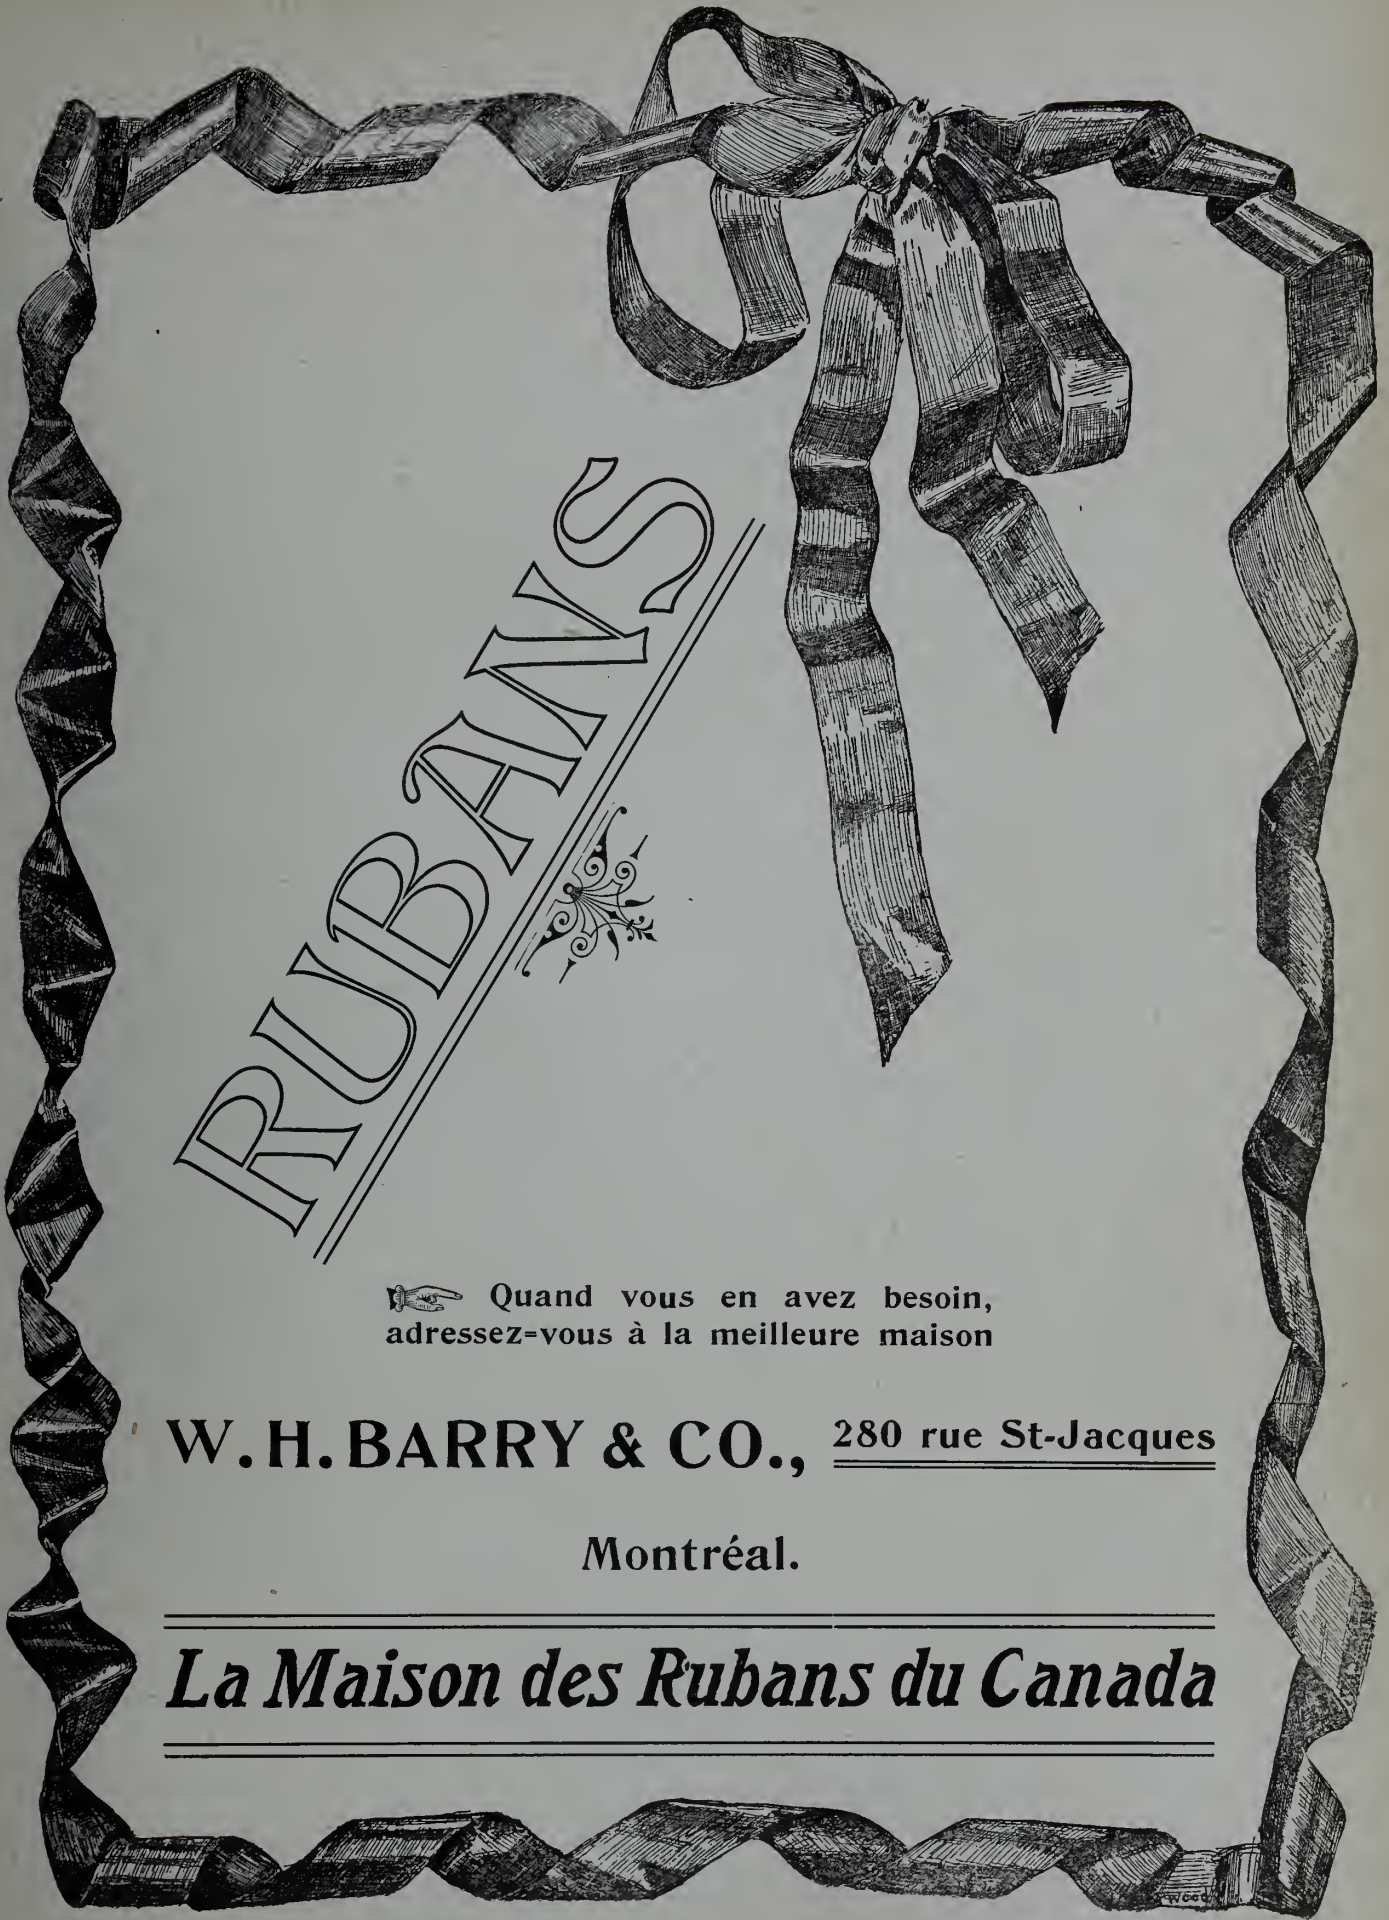 RUBANS
Quand vous en avez besoin,
adressez=vous à la meilleure maison
W. H. BARRY & CO., 280 rue St-Jacques
Montréal.
La Maison des Rubans du Canada